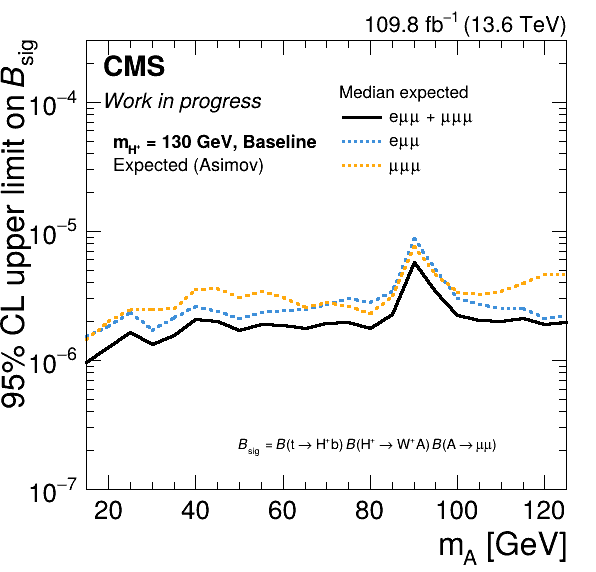 109.8 fb⁻¹ (13.6 TeV)
CMS
Work in progress
Median expected
eμμ + μμμ
eμμ
μμμ
m_H⁺ = 130 GeV, Baseline
Expected (Asimov)
95% CL upper limit on B_sig
10⁻⁴
10⁻⁵
10⁻⁶
10⁻⁷
B_sig = B(t → H⁺b) B(H⁺ → W⁺A) B(A → μμ)
20 40 60 80 100 120
m_A [GeV]